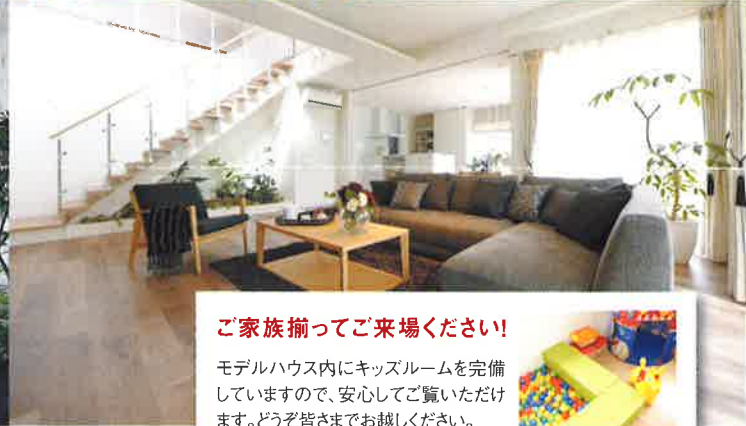 ご家族揃ってご来場ください!
モデルハウス内にキッズルームを完備
していますので、安心してご覧いただけ
ます。どうぞ皆さまでお越しください。